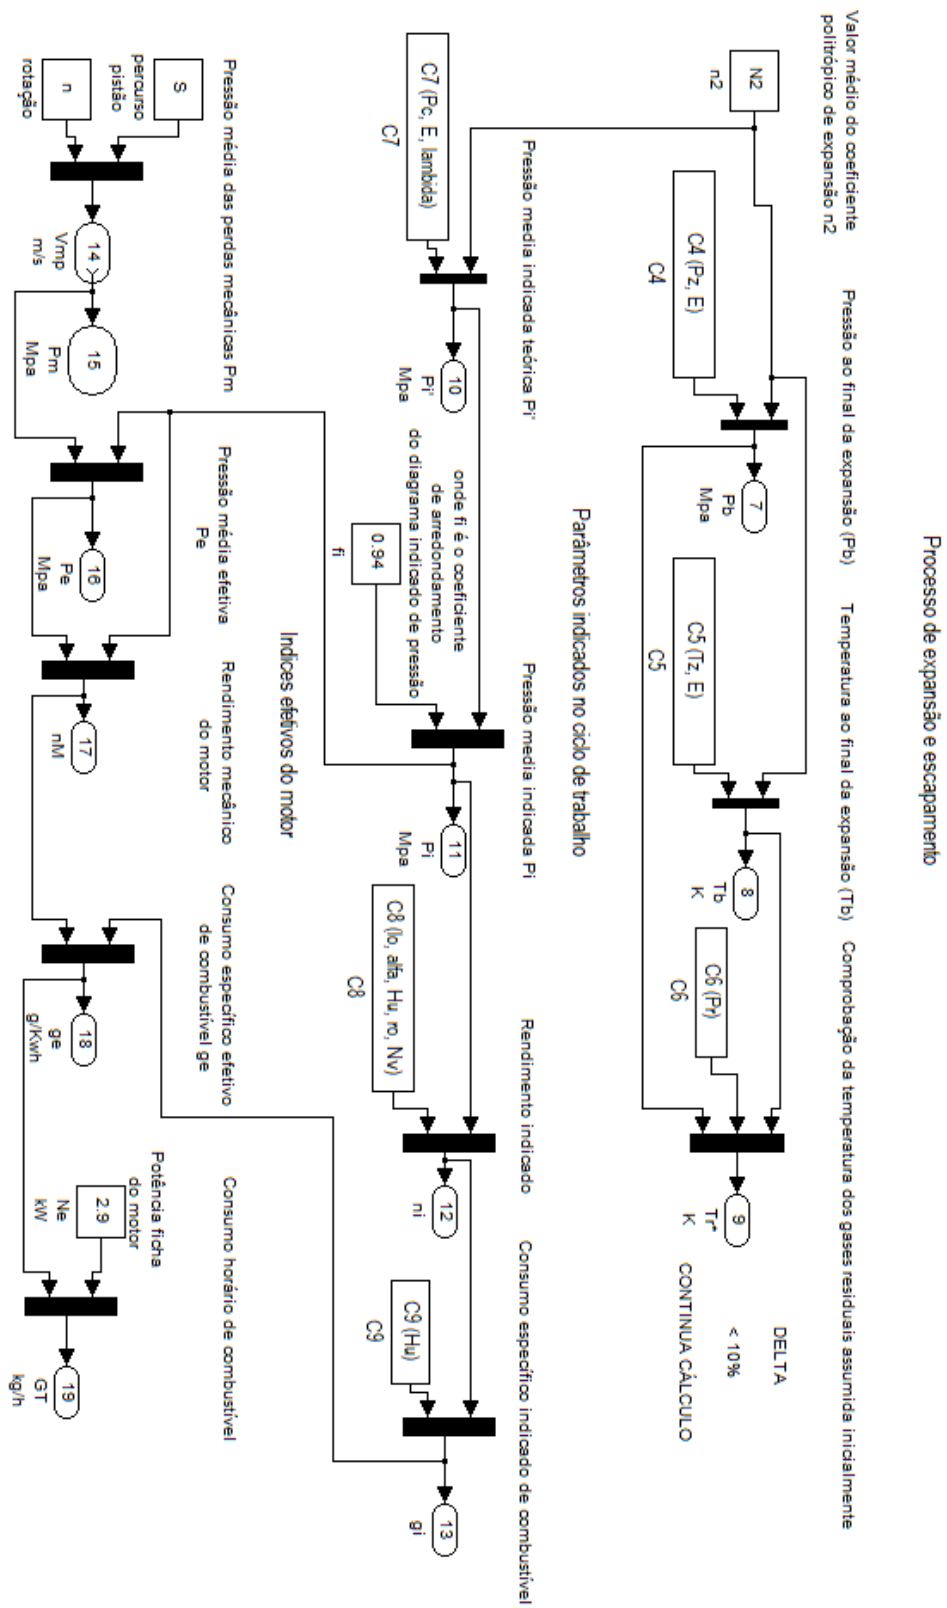 Processo de expansão e escapamento
Valor médio do coeficiente
politrópico de expansão n2
Pressão ao final da expansão (Pb)
Temperatura ao final da expansão (Tb)
Comprobação da temperatura dos gases residuais assumida inicialmente
N2
n2
C4 (Pz, E)
C4
7
Pb
Mpa
C5 (Tz, E)
C5
8
Tb
K
C6 (Pr)
C6
9
Tr*
K
DELTA
< 10%
CONTINUA CÁLCULO
Parâmetros indicados no ciclo de trabalho
Pressão media indicada teórica Pi'
Pressão media indicada Pi
Rendimento indicado
Consumo específico indicado de combustível
C7 (Pc, E, lambida)
C7
10
Pi'
Mpa
onde fi é o coeficiente
de arredondamento
do diagrama indicado de pressão
0.94
fi
11
Pi
Mpa
C8 (lo, alfa, Hu, ro, Nv)
C8
12
ni
C9 (Hu)
C9
13
gi
Indices efetivos do motor
Pressão média das perdas mecânicas Pm
Pressão média efetiva
Pe
Rendimento mecânico
do motor
Consumo específico efetivo
de combustível ge
Consumo horário de combustível
S
percurso
pistão
n
rotação
14
Vmp
m/s
15
Pm
Mpa
16
Pe
Mpa
17
nM
18
ge
g/Kwh
Potência ficha
do motor
2.9
Ne
kW
19
GT
kg/h